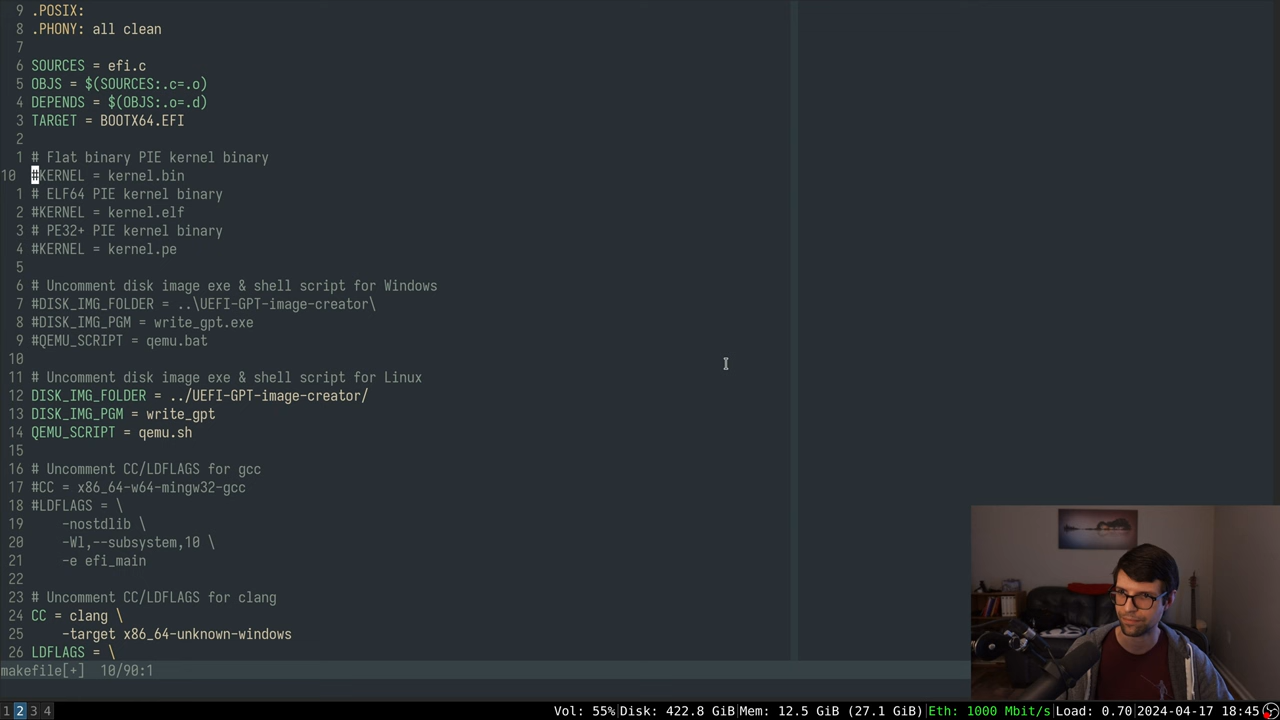 9 .POSIX:
8 .PHONY: all clean
7
6 SOURCES = efi.c
5 OBJS = $(SOURCES:.c=.o)
4 DEPENDS = $(OBJS:.o=.d)
3 TARGET = BOOTX64.EFI
2
1 # Flat binary PIE kernel binary
10 #KERNEL = kernel.bin
1 # ELF64 PIE kernel binary
2 #KERNEL = kernel.elf
3 # PE32+ PIE kernel binary
4 #KERNEL = kernel.pe
5
6 # Uncomment disk image exe & shell script for Windows
7 #DISK_IMG_FOLDER = ..\UEFI-GPT-image-creator\
8 #DISK_IMG_PGM = write_gpt.exe
9 #QEMU_SCRIPT = qemu.bat
10
11 # Uncomment disk image exe & shell script for Linux
12 DISK_IMG_FOLDER = ../UEFI-GPT-image-creator/
13 DISK_IMG_PGM = write_gpt
14 QEMU_SCRIPT = qemu.sh
15
16 # Uncomment CC/LDFLAGS for gcc
17 #CC = x86_64-w64-mingw32-gcc
18 #LDFLAGS = \
19 -nostdlib \
20 -Wl,--subsystem,10 \
21 -e efi_main
22
23 # Uncomment CC/LDFLAGS for clang
24 CC = clang \
25 -target x86_64-unknown-windows
26 LDFLAGS = \
makefile[+] 10/90:1
1 2 3 4 Vol: 55%|Disk: 422.8 GiB|Mem: 12.5 GiB (27.1 GiB)|Eth: 1000 Mbit/s|Load: 0.70|2024-04-17 18:45